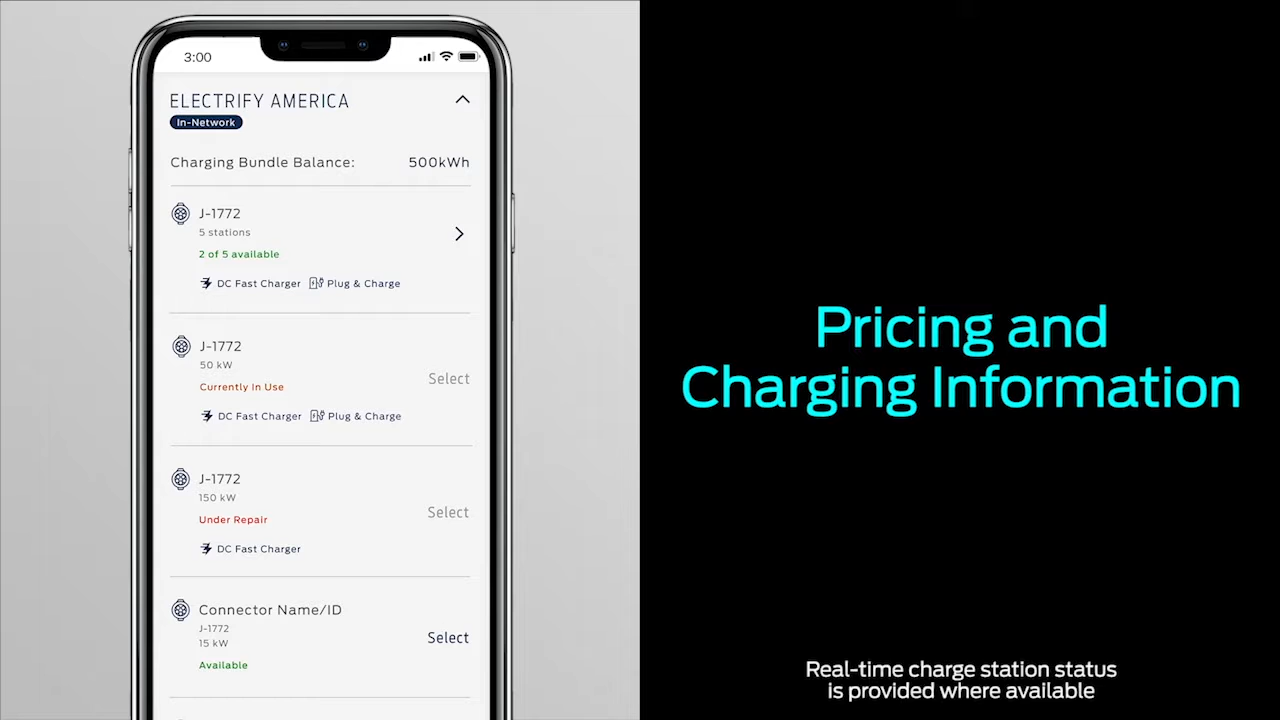 3:00
ELECTRIFY AMERICA
In-Network
Charging Bundle Balance: 500kWh
J-1772
5 stations
2 of 5 available
DC Fast Charger Plug & Charge
J-1772
50 kW
Currently In Use
Select
DC Fast Charger Plug & Charge
J-1772
150 kW
Under Repair
Select
DC Fast Charger
Connector Name/ID
J-1772
15 kW
Available
Select
Pricing and
Charging Information
Real-time charge station status
is provided where available